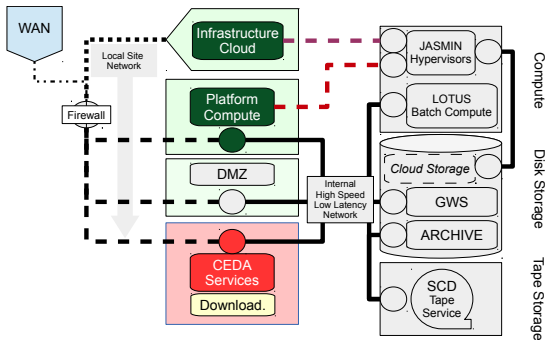 WAN
Local Site
Network
Firewall
Infrastructure
Cloud
Platform
Compute
DMZ
CEDA
Services
Download.
Internal
High Speed
Low Latency
Network
JASMIN
Hypervisors
LOTUS
Batch Compute
Cloud Storage
GWS
ARCHIVE
SCD
Tape
Service
Compute
Disk Storage
Tape Storage